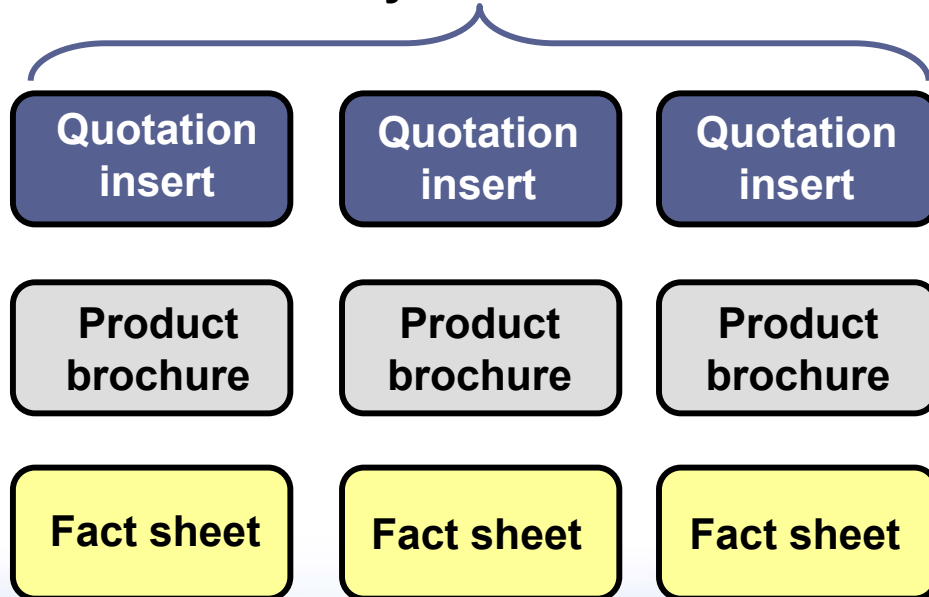 Quotation Quotation Quotation
insert insert insert
Product Product Product
brochure brochure brochure
Fact sheet Fact sheet Fact sheet